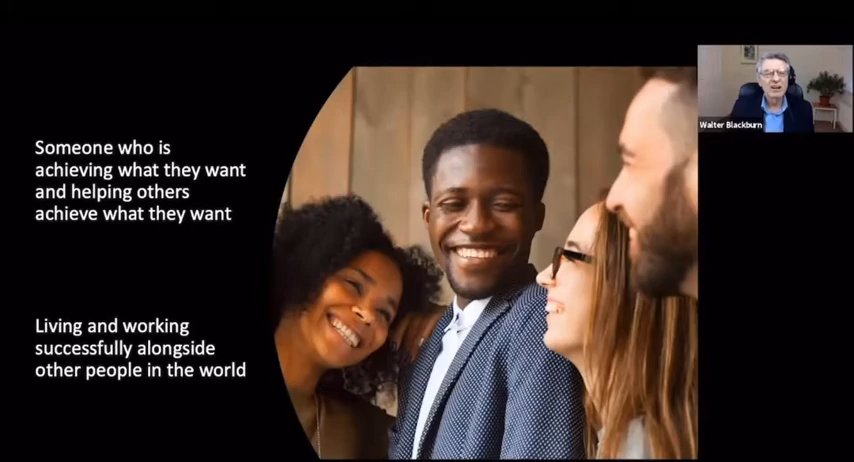 Someone who is
achieving what they want
and helping others
achieve what they want
Living and working
successfully alongside
other people in the world
Walter Blackburn